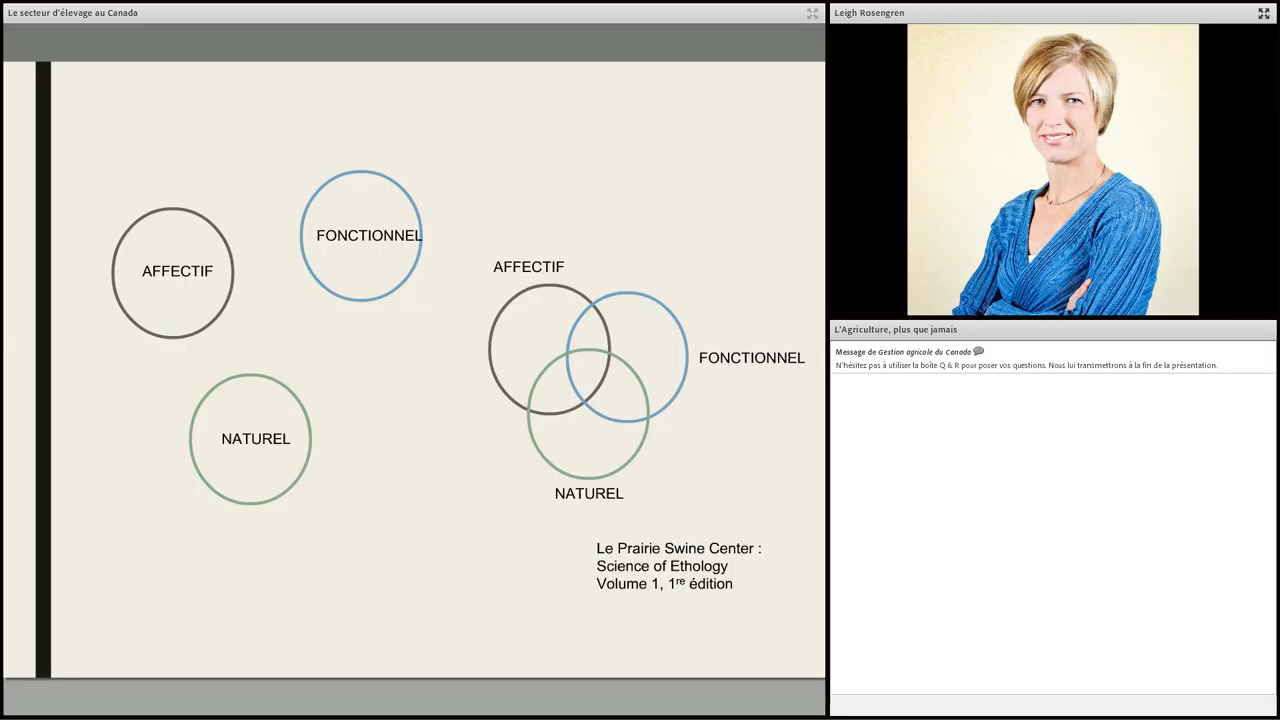 Le secteur d'élevage au Canada
AFFECTIF
FONCTIONNEL
NATUREL
AFFECTIF
FONCTIONNEL
NATUREL
Le Prairie Swine Center :
Science of Ethology
Volume 1, 1re édition
Leigh Rosengren
L'Agriculture, plus que jamais
Message de Gestion agricole du Canada
N'hésitez pas à utiliser la boîte Q & R pour poser vos questions. Nous lui transmettrons à la fin de la présentation.